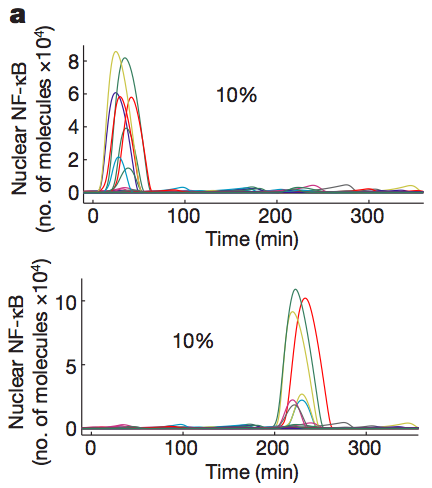 a
Nuclear NF-κB
(no. of molecules ×10⁴)
8
6
4
2
0
10%
0 100 200 300
Time (min)
Nuclear NF-κB
(no. of molecules ×10⁴)
10
5
0
10%
0 100 200 300
Time (min)